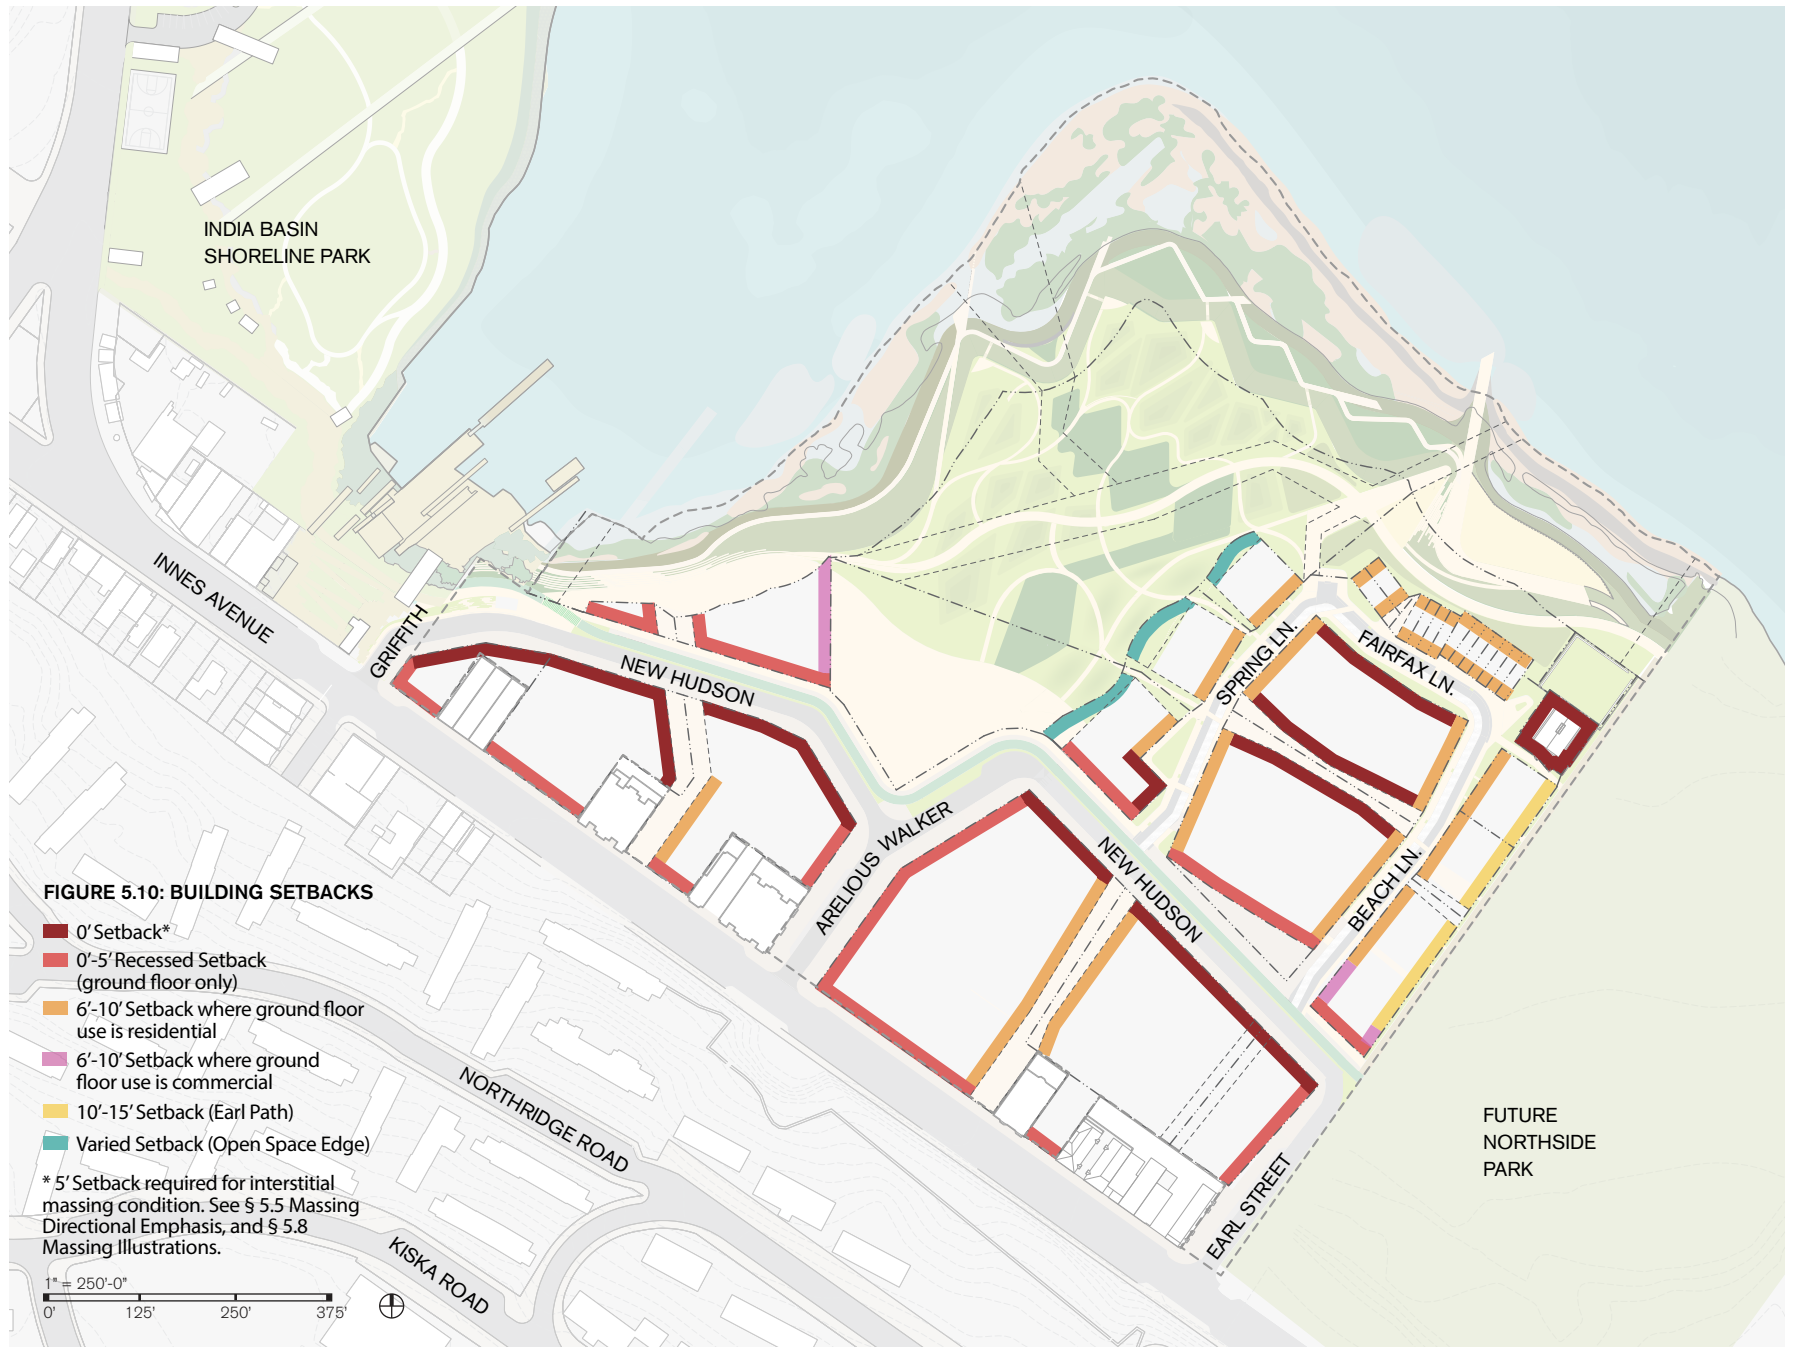 INDIA BASIN
SHORELINE PARK
INNES AVENUE
GRIFFITH
NEW HUDSON
SPRING LN.
FAIRFAX LN.
ARELIOUS WALKER
NEW HUDSON
BEACH LN.
EARL STREET
FUTURE
NORTHSIDE
PARK
NORTHRIDGE ROAD
KISKA ROAD
FIGURE 5.10: BUILDING SETBACKS
0' Setback*
0'-5' Recessed Setback
(ground floor only)
6'-10' Setback where ground floor
use is residential
6'-10' Setback where ground
floor use is commercial
10'-15' Setback (Earl Path)
Varied Setback (Open Space Edge)
* 5' Setback required for interstitial
massing condition. See § 5.5 Massing
Directional Emphasis, and § 5.8
Massing Illustrations.
1" = 250'-0"
0' 125' 250' 375'